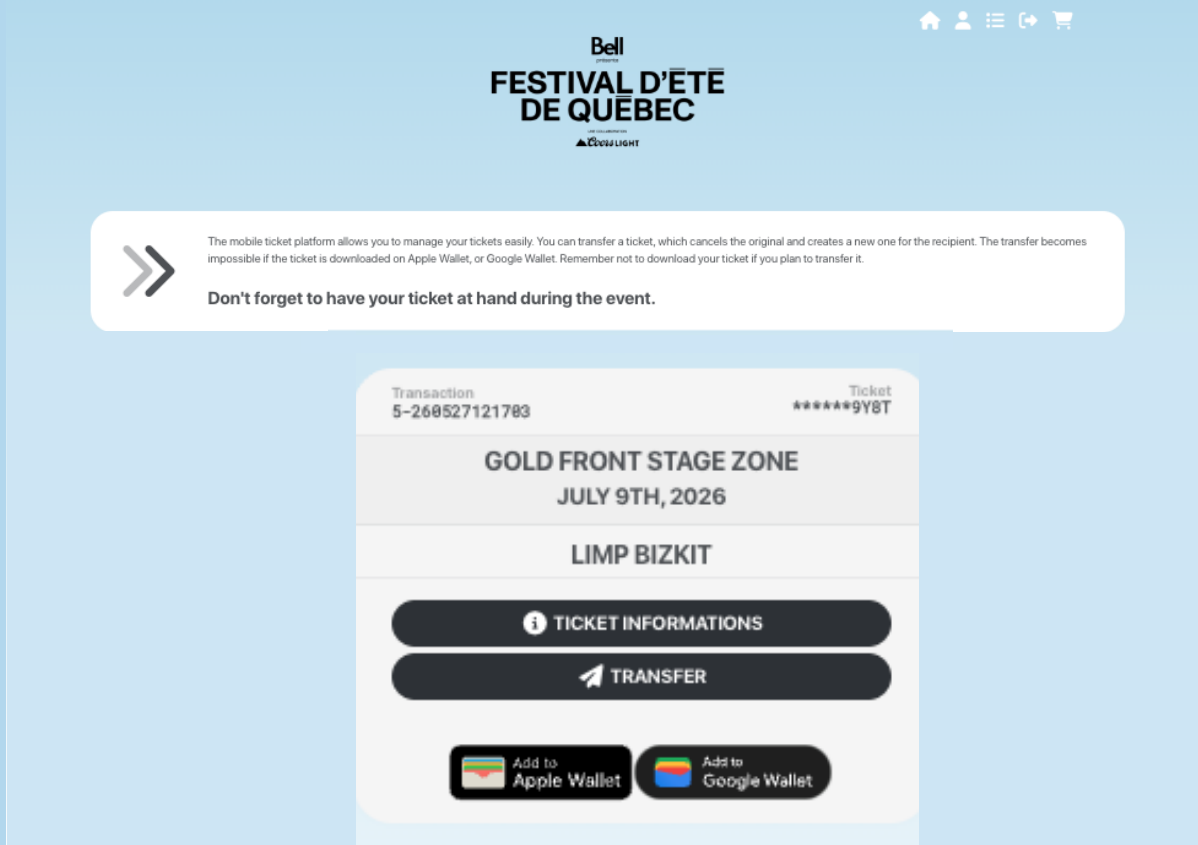 Bell
présente
FESTIVAL D'ÉTÉ
DE QUÉBEC
UNE COLLABORATION
Coors LIGHT
The mobile ticket platform allows you to manage your tickets easily. You can transfer a ticket, which cancels the original and creates a new one for the recipient. The transfer becomes
impossible if the ticket is downloaded on Apple Wallet, or Google Wallet. Remember not to download your ticket if you plan to transfer it.
Don't forget to have your ticket at hand during the event.
Transaction
5-260527121703
Ticket
******9Y8T
GOLD FRONT STAGE ZONE
JULY 9TH, 2026
LIMP BIZKIT
TICKET INFORMATIONS
TRANSFER
Add to
Apple Wallet
Add to
Google Wallet